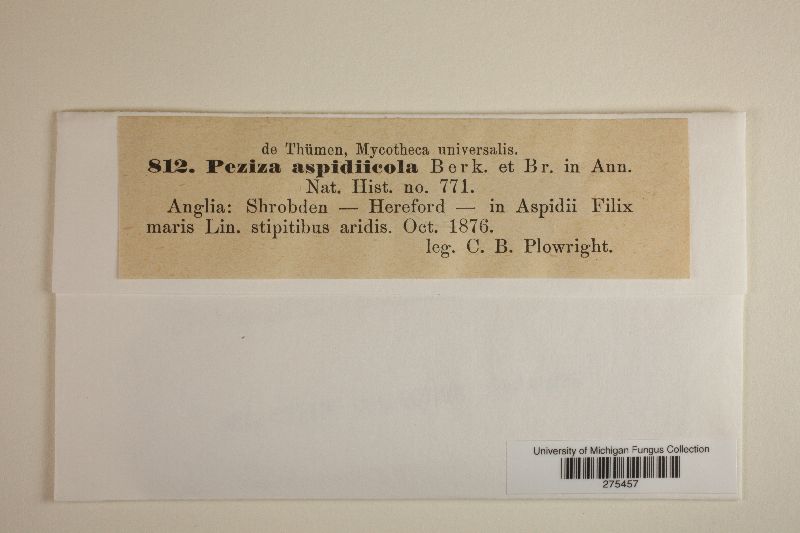 de Thümen, Mycotheca universalis.
812. Peziza aspidiicola Berk. et Br. in Ann.
Nat. Hist. no. 771.
Anglia: Shrobden — Hereford — in Aspidii Filix
maris Lin. stipitibus aridis. Oct. 1876.
leg. C. B. Plowright.
University of Michigan Fungus Collection
275457